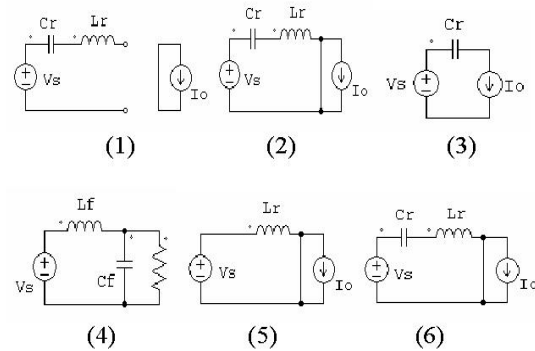 Cr Lr
Vs
Io
(1)
Cr Lr
Vs
Io
(2)
Cr
Vs
Io
(3)
Lf
Vs
Cf
(4)
Lr
Vs
Io
(5)
Cr Lr
Vs
Io
(6)